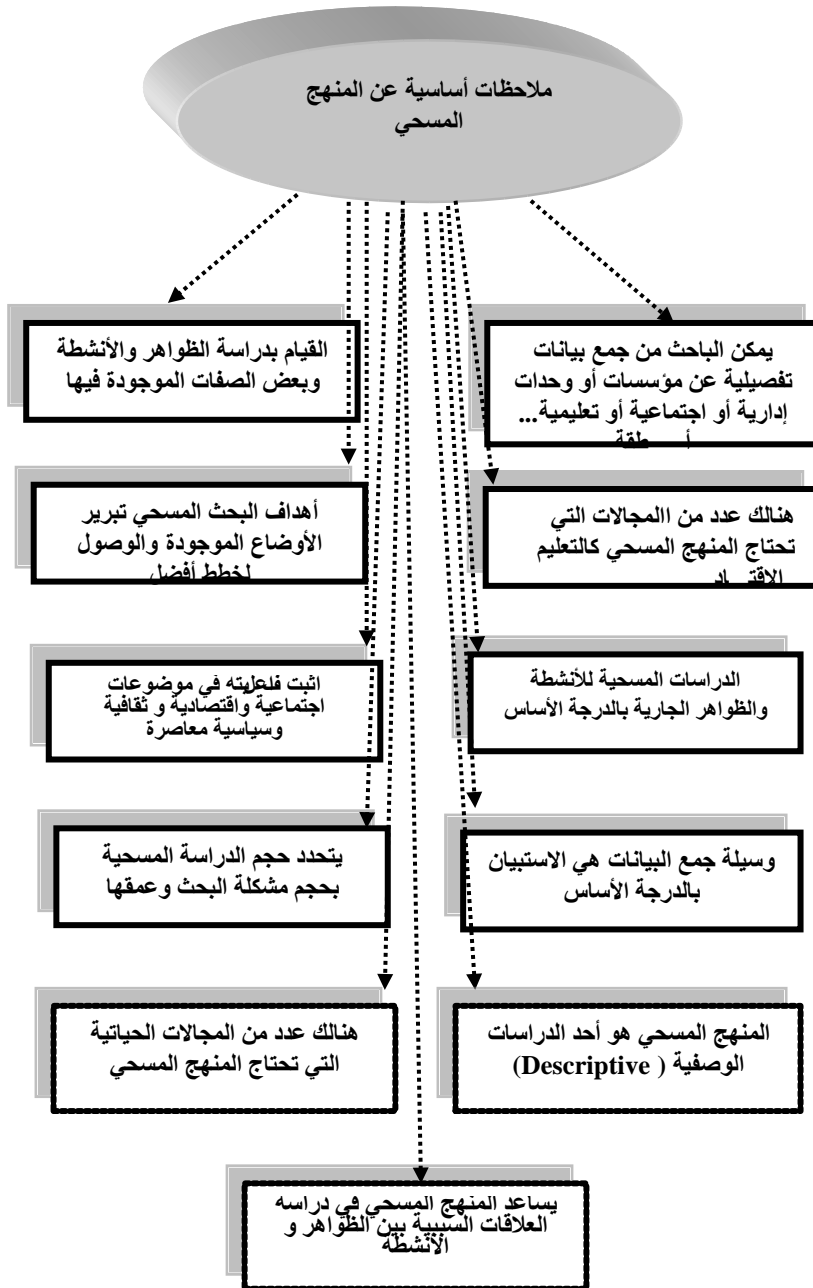 ملاحظات أساسية عن المنهج
المسحي
يمكن الباحث من جمع بيانات
تفصيلية عن مؤسسات أو وحدات
إدارية أو اجتماعية أو تعليمية...
القيام بدراسة الظواهر والأنشطة
وبعض الصفات الموجودة فيها
هنالك عدد من اامجالات التي
تحتاج المنهج المسحي كالتعليم
أهداف البحث المسحي تبرير
الأوضاع الموجودة والوصول
لخطط أفضل
الدراسات المسحية للأنشطة
والظواهر الجارية بالدرجة الأساس
اثبت فاعليته في موضوعات
اجتماعية واقتصادية و ثقافية
وسياسية معاصرة
وسيلة جمع البيانات هي الاستبيان
بالدرجة الأساس
يتحدد حجم الدراسة المسحية
بحجم مشكلة البحث وعمقها
المنهج المسحي هو أحد الدراسات
الوصفية ( Descriptive)
هنالك عدد من المجالات الحياتية
التي تحتاج المنهج المسحي
يساعد المنهج المسحي في دراسه
العلاقات السببية بين الظواهر و
الأنشطة